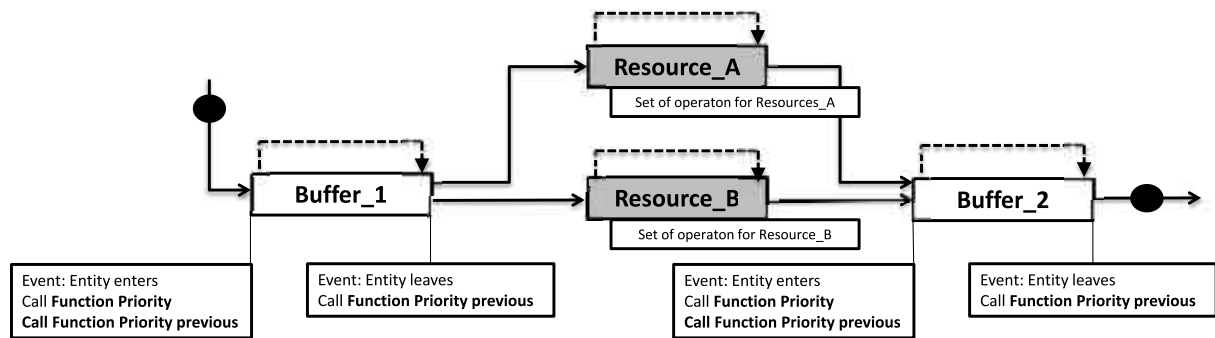 Resource_A
Set of operaton for Resources_A
Buffer_1
Resource_B
Buffer_2
Set of operaton for Resource_B
Event: Entity enters
Call Function Priority
Call Function Priority previous
Event: Entity leaves
Call Function Priority previous
Event: Entity enters
Call Function Priority
Call Function Priority previous
Event: Entity leaves
Call Function Priority previous